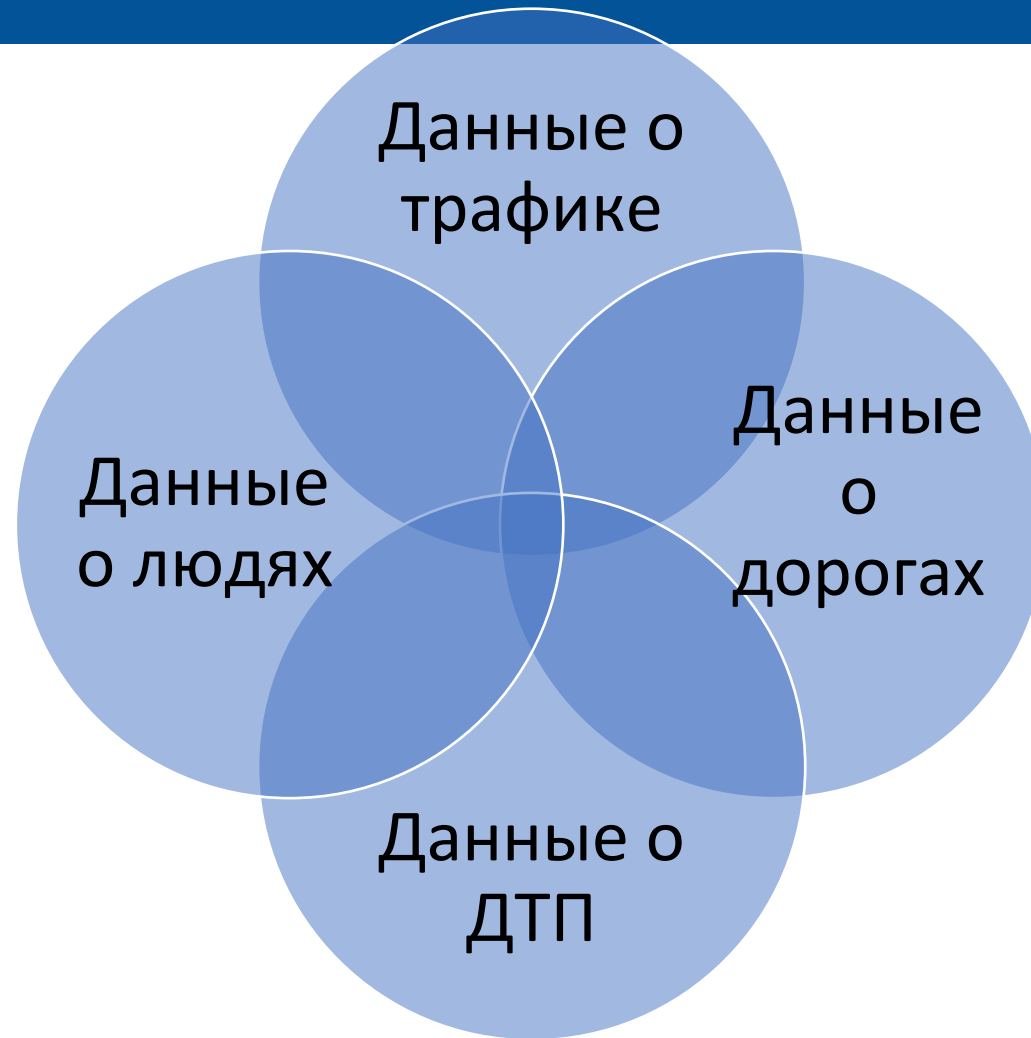 Данные о
трафике
Данные
о людях
Данные
о
дорогах
Данные о
ДТП